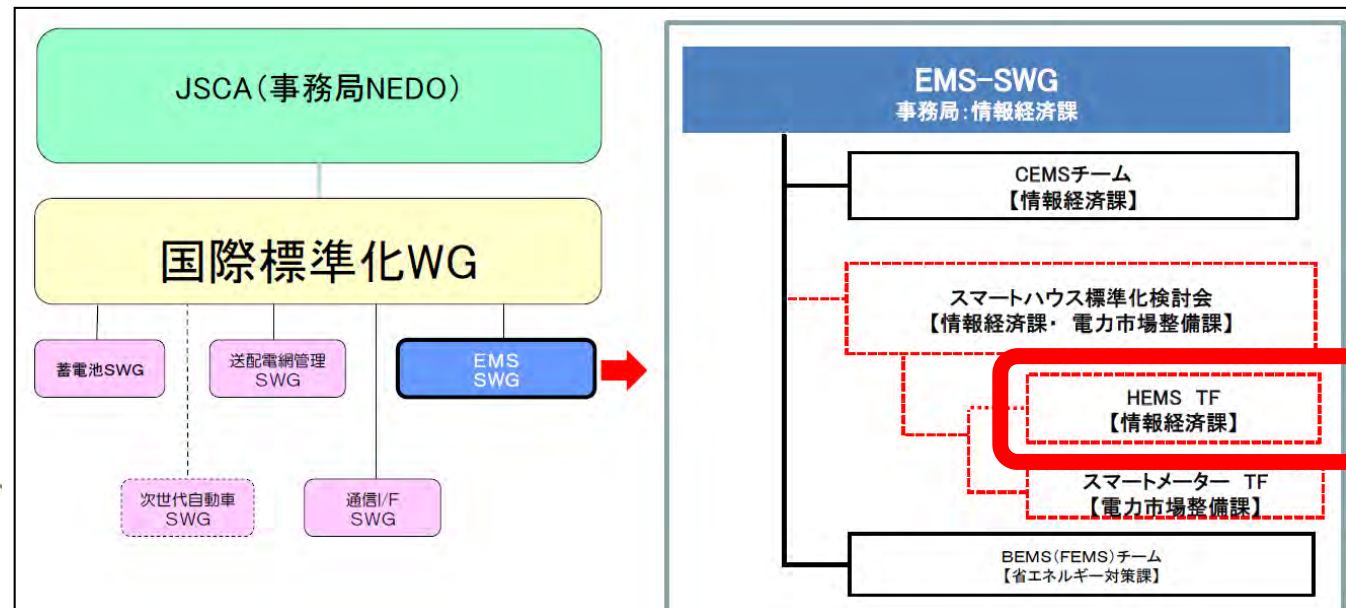 JSCA（事務局NEDO）
国際標準化WG
蓄電池SWG
送配電網管理
SWG
EMS
SWG
次世代自動車
SWG
通信I/F
SWG
EMS-SWG
事務局：情報経済課
CEMSチーム
【情報経済課】
スマートハウス標準化検討会
【情報経済課・ 電力市場整備課】
HEMS TF
【情報経済課】
スマートメーター TF
【電力市場整備課】
BEMS（FEMS）チーム
【省エネルギー対策課】